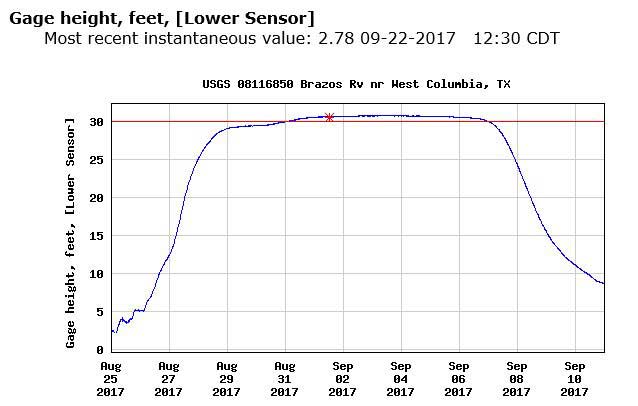 Gage height, feet, [Lower Sensor]
Most recent instantaneous value: 2.78 09-22-2017 12:30 CDT
USGS 08116850 Brazos Rv nr West Columbia, TX
Gage height, feet, [Lower Sensor]
30
25
20
15
10
5
0
Aug Aug Aug Aug Sep Sep Sep Sep Sep
25 27 29 31 02 04 06 08 10
2017 2017 2017 2017 2017 2017 2017 2017 2017